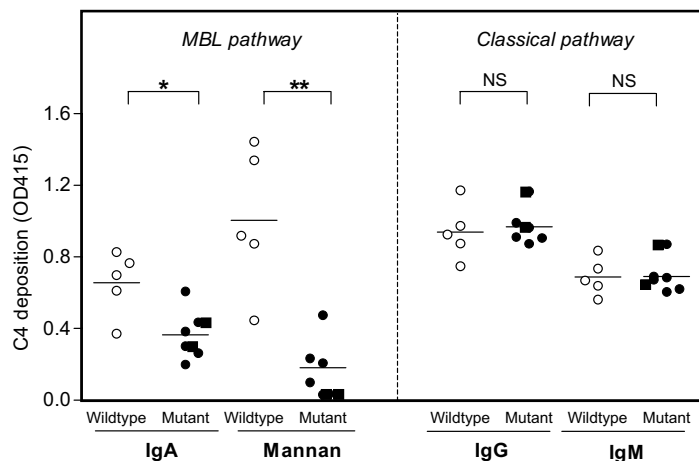 MBL pathway
Classical pathway
*
**
NS
NS
C4 deposition (OD415)
1.6
1.2
0.8
0.4
0.0
Wildtype Mutant Wildtype Mutant Wildtype Mutant Wildtype Mutant
IgA Mannan IgG IgM